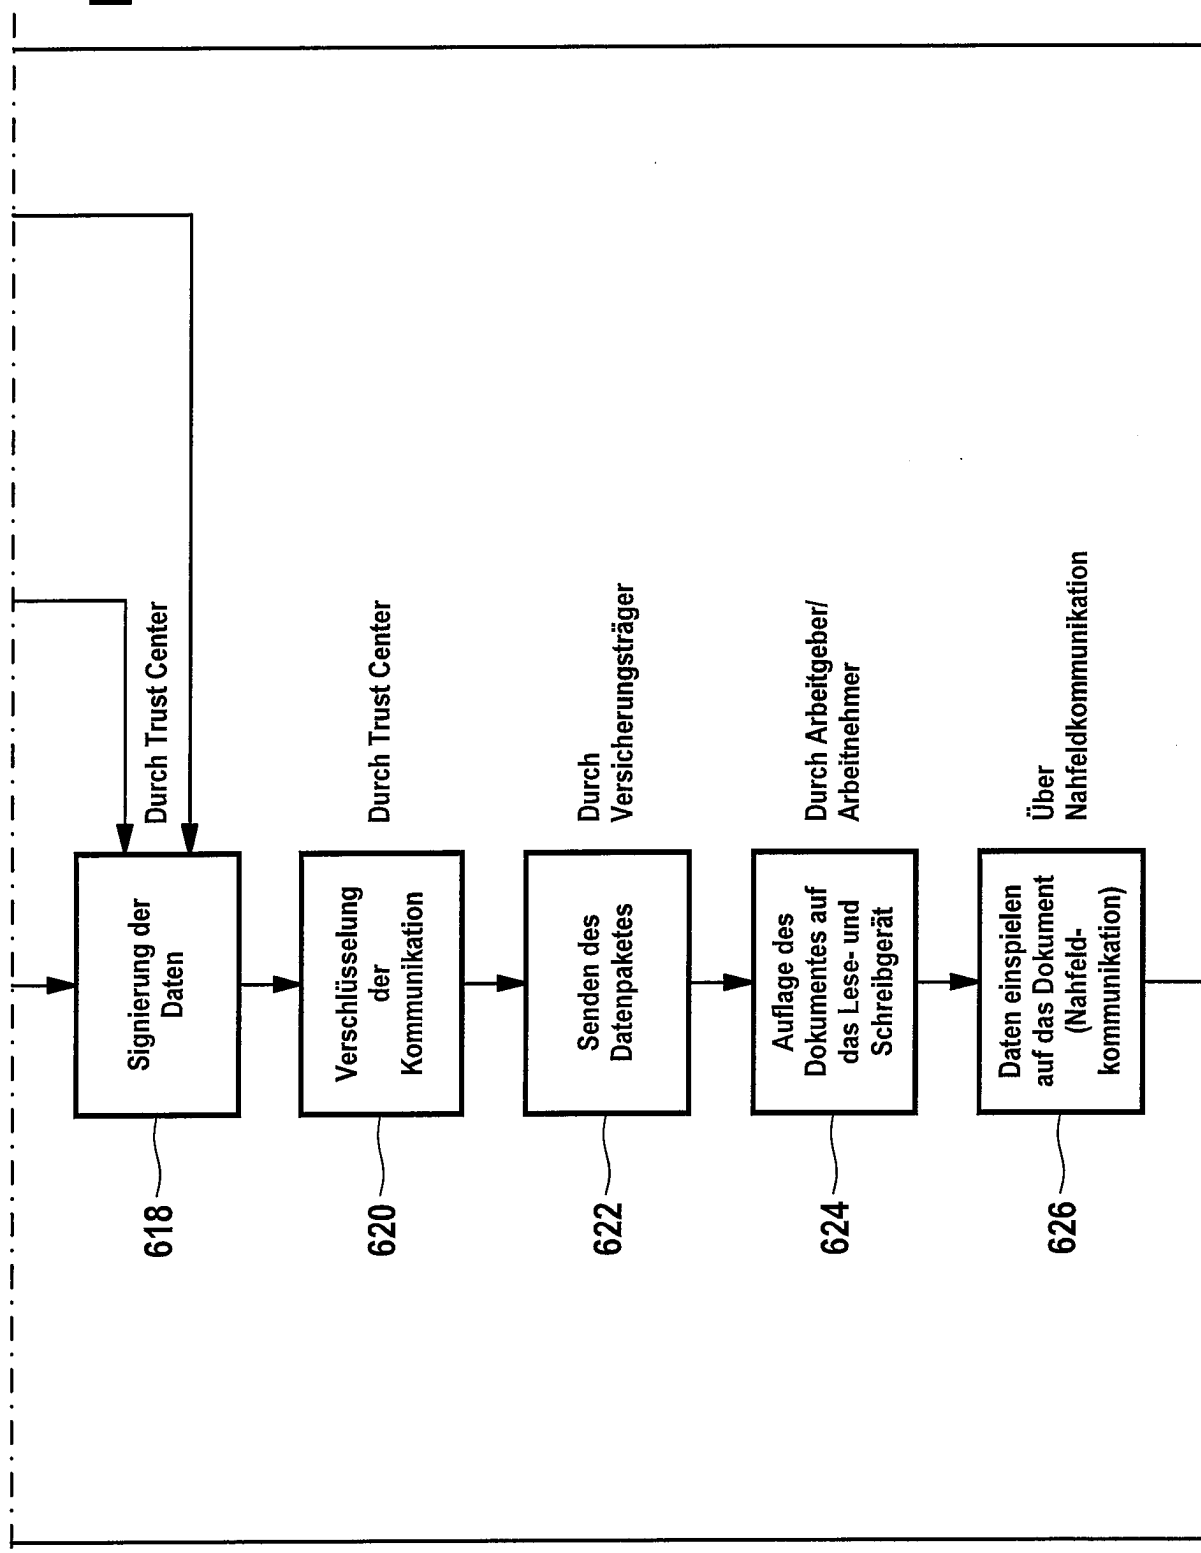 Signierung der
Daten
Durch Trust Center
618
Verschlüsselung
der
Kommunikation
Durch Trust Center
620
Senden des
Datenpaketes
Durch
Versicherungsträger
622
Auflage des
Dokumentes auf
das Lese- und
Schreibgerät
Durch Arbeitgeber/
Arbeitnehmer
624
Daten einspielen
auf das Dokument
(Nahfeld-
kommunikation)
Über
Nahfeldkommunikation
626